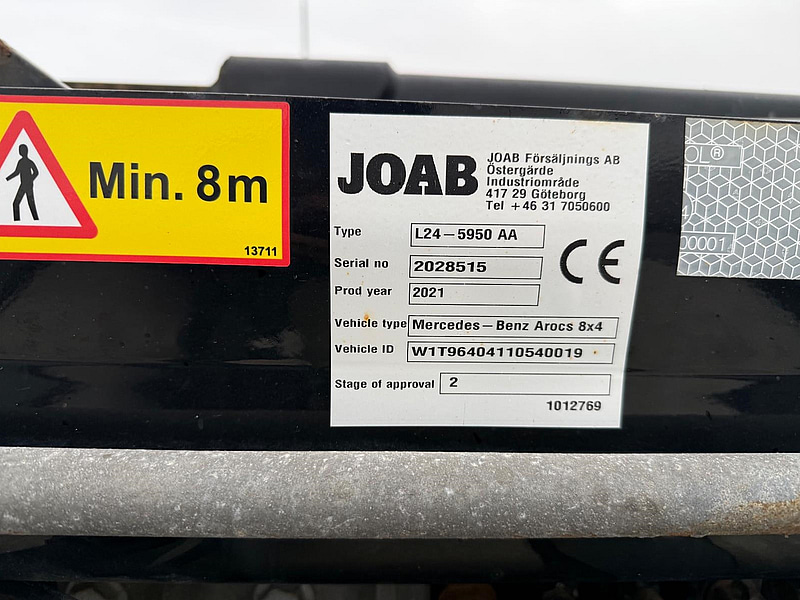 Min. 8m
13711
JOAB
JOAB Försäljnings AB
Östergärde
Industriområde
417 29 Göteborg
Tel +46 31 7050600
Type L24-5950 AA
Serial no 2028515
Prod year 2021
CE
Vehicle type Mercedes-Benz Arocs 8x4
Vehicle ID W1T96404110540019
Stage of approval 2
1012769
OL®
00001